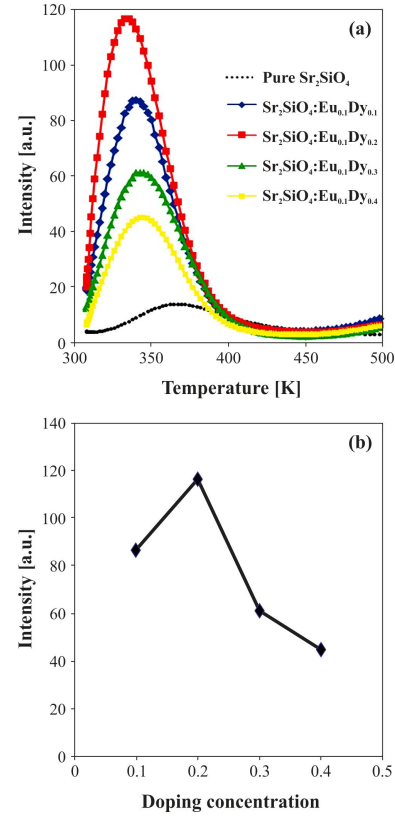 120
(a)
100
80
60
40
20
0
Intensity [a.u.]
Pure Sr₂SiO₄
Sr₂SiO₄:Eu₀.₁Dy₀.₁
Sr₂SiO₄:Eu₀.₁Dy₀.₂
Sr₂SiO₄:Eu₀.₁Dy₀.₃
Sr₂SiO₄:Eu₀.₁Dy₀.₄
300 350 400 450 500
Temperature [K]
140
(b)
120
100
80
60
40
20
0
Intensity [a.u.]
0 0.1 0.2 0.3 0.4 0.5
Doping concentration